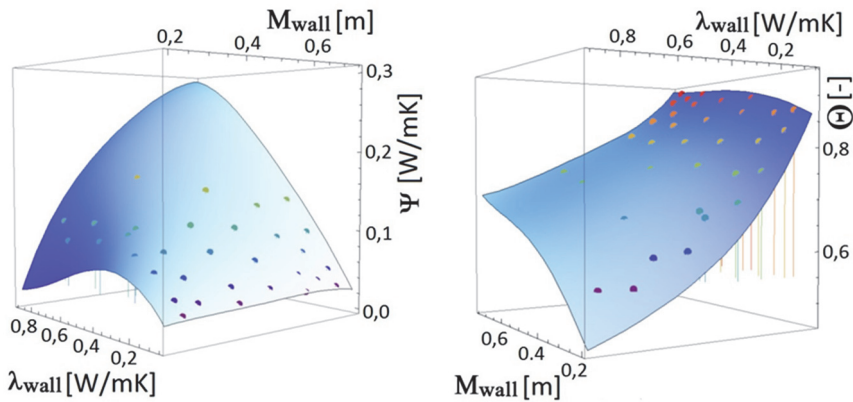 Mwall [m]
0,2 0,4 0,6
0,3
0,2
0,1
0,0
Ψ [W/mK]
0,8 0,6 0,4 0,2
λwall [W/mK]
λwall [W/mK]
0,8 0,6 0,4 0,2
Θ [-]
0,8
0,6
0,6 0,4 0,2
Mwall [m]